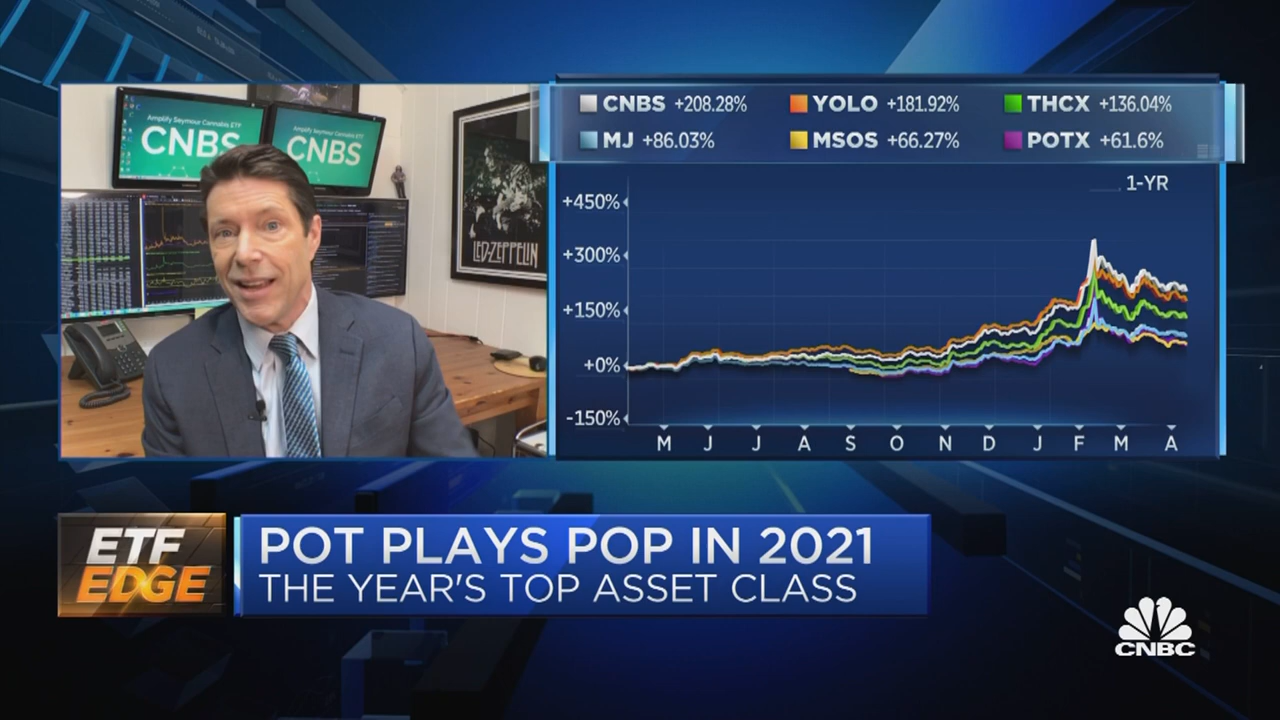 Amplify Seymour Cannabis ETF
CNBS
Amplify Seymour Cannabis ETF
CNBS
LED-ZEPPELIN
CNBS +208.28% YOLO +181.92% THCX +136.04%
MJ +86.03% MSOS +66.27% POTX +61.6%
1-YR
+450%
+300%
+150%
+0%
-150%
M J J A S O N D J F M A
ETF
EDGE
POT PLAYS POP IN 2021
THE YEAR'S TOP ASSET CLASS
CNBC